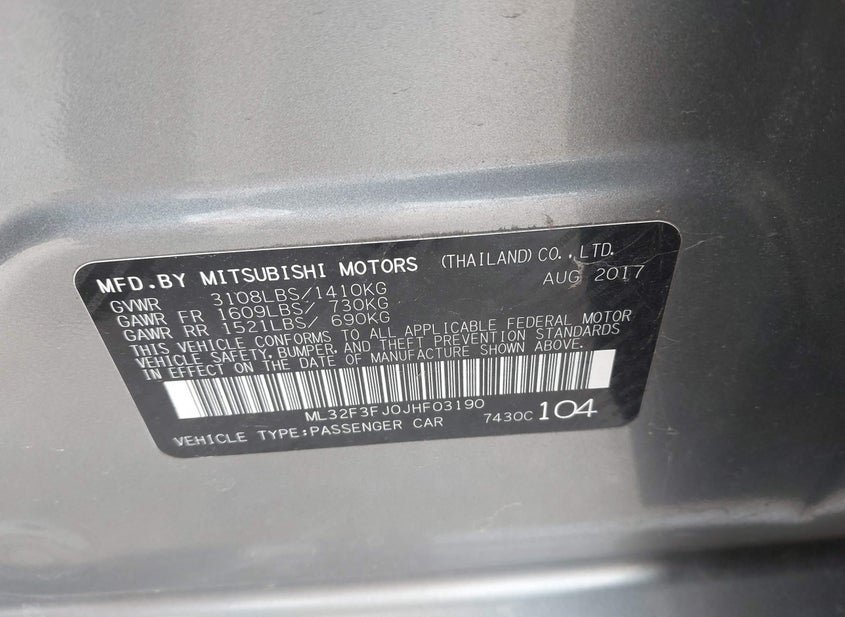 MFD.BY MITSUBISHI MOTORS (THAILAND) CO.,LTD.
AUG 2017
GVWR 3108LBS/1410KG
GAWR FR 1609LBS/ 730KG
GAWR RR 1521LBS/ 690KG
THIS VEHICLE CONFORMS TO ALL APPLICABLE FEDERAL MOTOR
VEHICLE SAFETY, BUMPER, AND THEFT PREVENTION STANDARDS
IN EFFECT ON THE DATE OF MANUFACTURE SHOWN ABOVE.
ML32F3FJ0JHF03190
VEHICLE TYPE:PASSENGER CAR 7430C 104